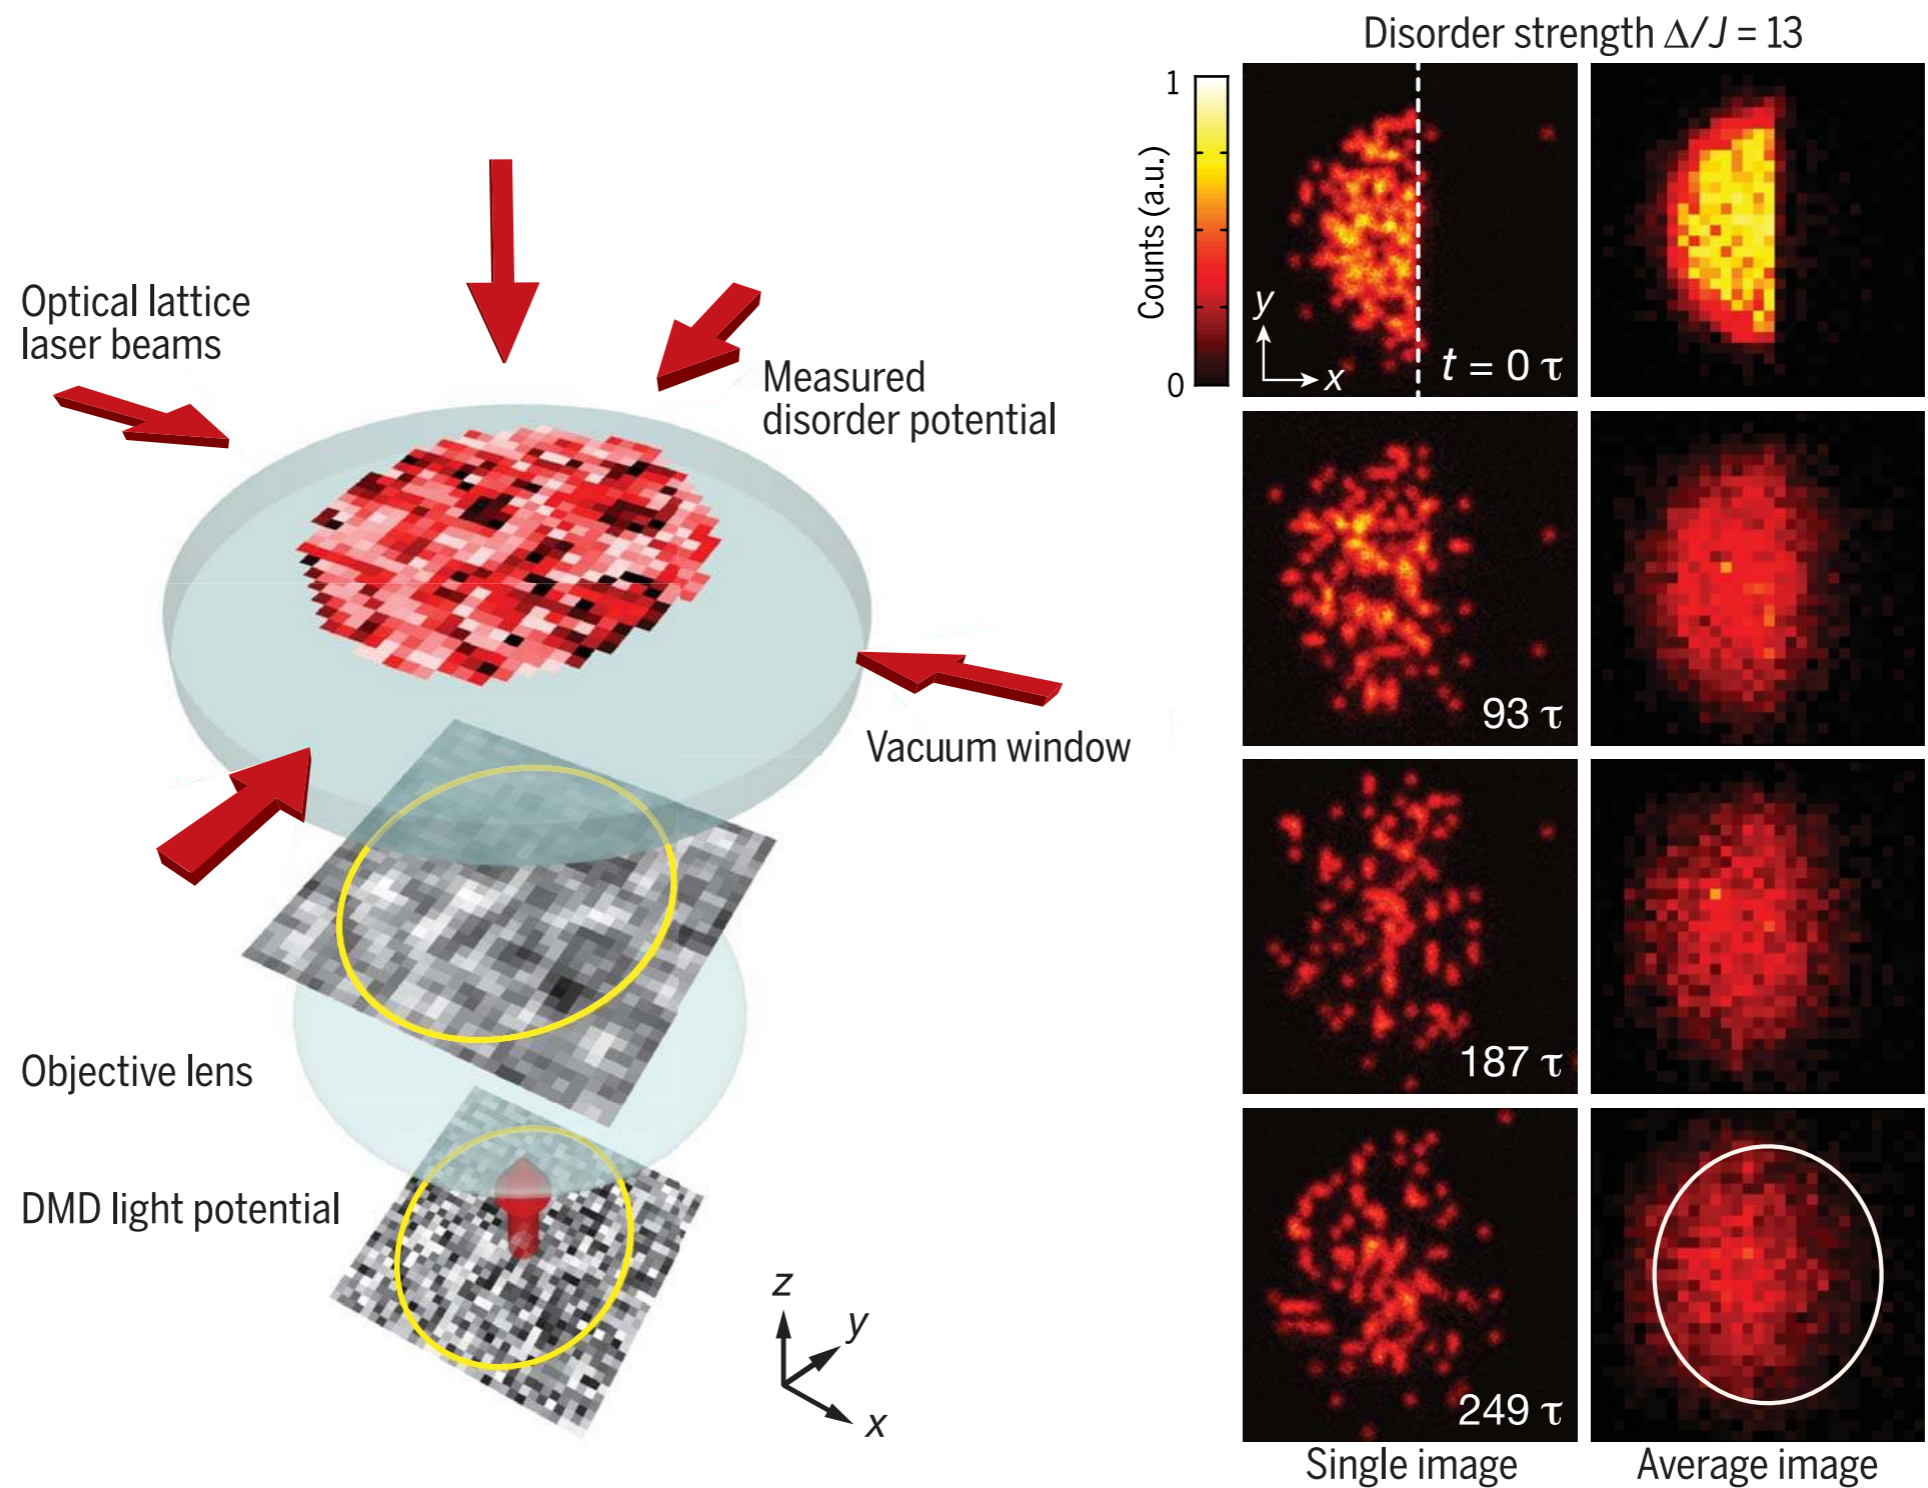 Disorder strength Δ/J = 13
Optical lattice
laser beams
Measured
disorder potential
Vacuum window
Objective lens
DMD light potential
z
y
x
1
Counts (a.u.)
0
y
x
t = 0 τ
93 τ
187 τ
249 τ
Single image
Average image